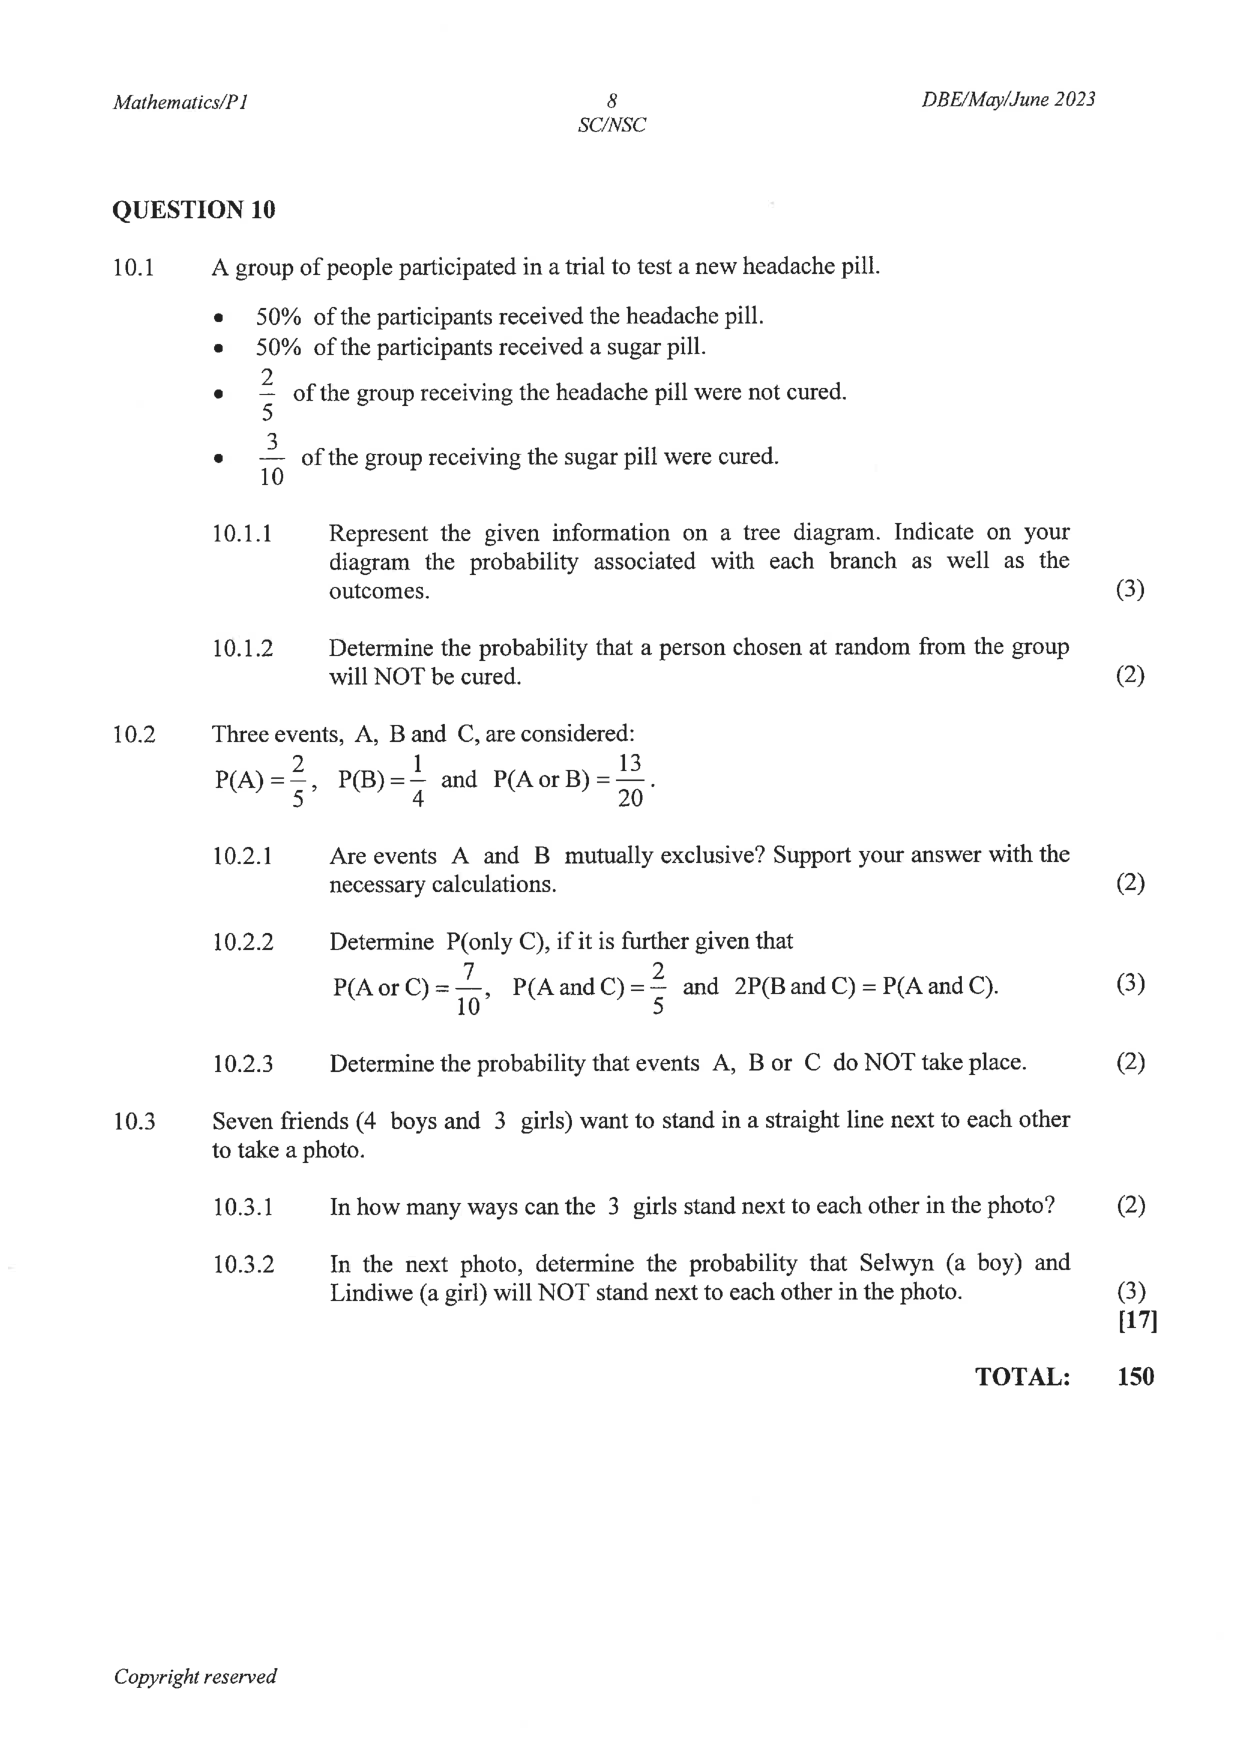 Mathematics/P1 8 DBE/May/June 2023
SC/NSC
QUESTION 10
10.1 A group of people participated in a trial to test a new headache pill.
• 50% of the participants received the headache pill.
• 50% of the participants received a sugar pill.
• 2/5 of the group receiving the headache pill were not cured.
• 3/10 of the group receiving the sugar pill were cured.
10.1.1 Represent the given information on a tree diagram. Indicate on your
diagram the probability associated with each branch as well as the
outcomes. (3)
10.1.2 Determine the probability that a person chosen at random from the group
will NOT be cured. (2)
10.2 Three events, A, B and C, are considered:
P(A) = 2/5, P(B) = 1/4 and P(A or B) = 13/20.
10.2.1 Are events A and B mutually exclusive? Support your answer with the
necessary calculations. (2)
10.2.2 Determine P(only C), if it is further given that
P(A or C) = 7/10, P(A and C) = 2/5 and 2P(B and C) = P(A and C). (3)
10.2.3 Determine the probability that events A, B or C do NOT take place. (2)
10.3 Seven friends (4 boys and 3 girls) want to stand in a straight line next to each other
to take a photo.
10.3.1 In how many ways can the 3 girls stand next to each other in the photo? (2)
10.3.2 In the next photo, determine the probability that Selwyn (a boy) and
Lindiwe (a girl) will NOT stand next to each other in the photo. (3)
[17]
TOTAL: 150
Copyright reserved